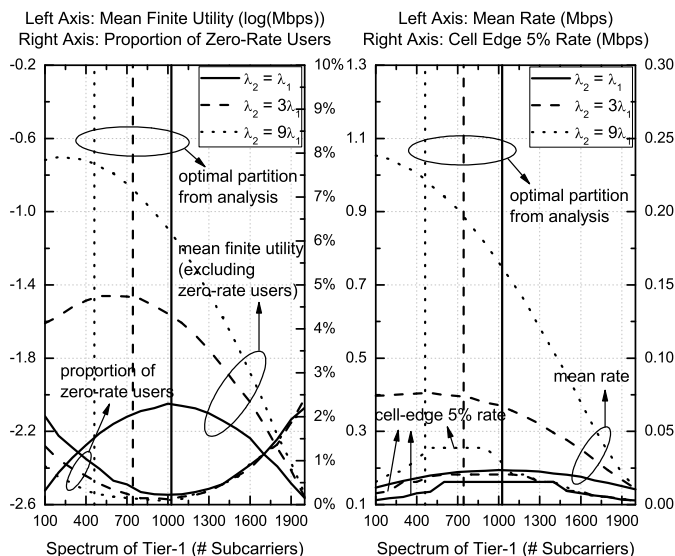 Left Axis: Mean Finite Utility (log(Mbps))
Right Axis: Proportion of Zero-Rate Users
-0.2
-0.6
-1.0
-1.4
-1.8
-2.2
-2.6
10%
9%
8%
7%
6%
5%
4%
3%
2%
1%
0%
λ₂ = λ₁
λ₂ = 3λ₁
λ₂ = 9λ₁
optimal partition
from analysis
mean finite utility
(excluding
zero-rate users)
proportion of
zero-rate users
100 400 700 1000 1300 1600 1900
Spectrum of Tier-1 (# Subcarriers)
Left Axis: Mean Rate (Mbps)
Right Axis: Cell Edge 5% Rate (Mbps)
1.3
1.1
0.9
0.7
0.5
0.3
0.1
0.30
0.25
0.20
0.15
0.10
0.05
0.00
λ₂ = λ₁
λ₂ = 3λ₁
λ₂ = 9λ₁
optimal partition
from analysis
mean rate
cell-edge 5% rate
100 400 700 1000 1300 1600 1900
Spectrum of Tier-1 (# Subcarriers)